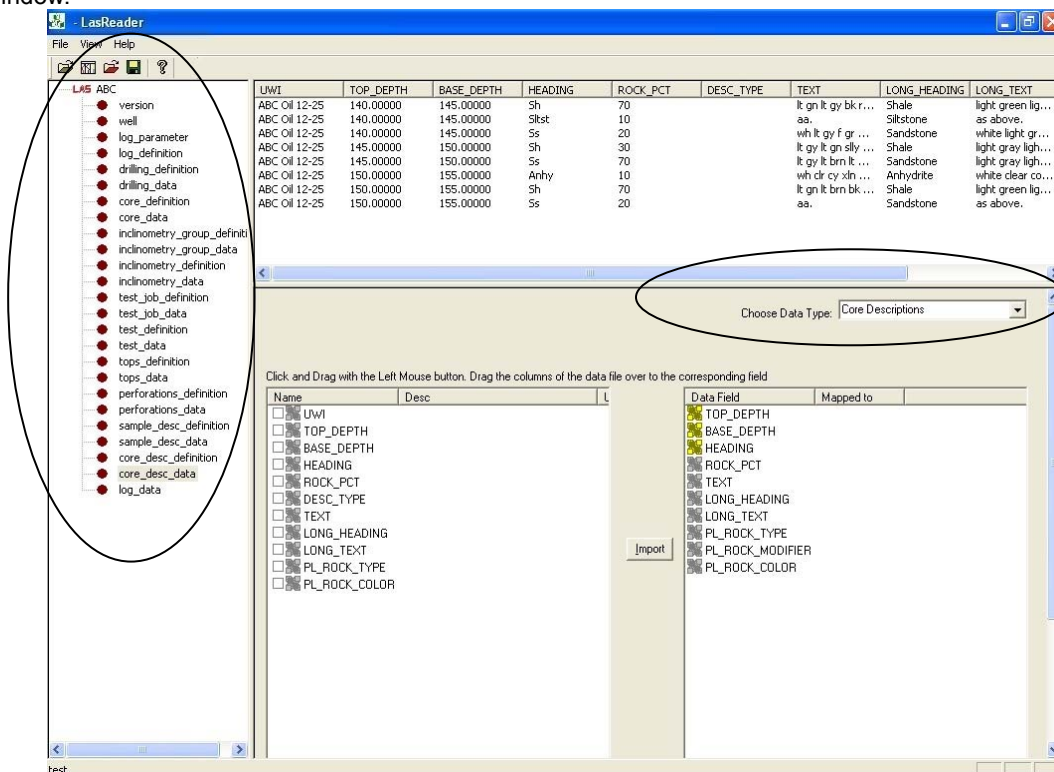 indow.
- LasReader
File View Help
LAS ABC
version
well
log_parameter
log_definition
drilling_definition
drilling_data
core_definition
core_data
inclinometry_group_definiti
inclinometry_group_data
inclinometry_definition
inclinometry_data
test_job_definition
test_job_data
test_definition
test_data
tops_definition
tops_data
perforations_definition
perforations_data
sample_desc_definition
sample_desc_data
core_desc_definition
core_desc_data
log_data
UWI TOP_DEPTH BASE_DEPTH HEADING ROCK_PCT DESC_TYPE TEXT LONG_HEADING LONG_TEXT
ABC Oil 12-25 140.00000 145.00000 Sh 70 lt gn lt gy bk r... Shale light green lig...
ABC Oil 12-25 140.00000 145.00000 Sltst 10 aa. Siltstone as above.
ABC Oil 12-25 140.00000 145.00000 Ss 20 wh lt gy f gr ... Sandstone white light gr...
ABC Oil 12-25 145.00000 150.00000 Sh 30 lt gy lt gn slly ... Shale light gray ligh...
ABC Oil 12-25 145.00000 150.00000 Ss 70 lt gy lt brn lt ... Sandstone light gray ligh...
ABC Oil 12-25 150.00000 155.00000 Anhy 10 wh clr cy xln ... Anhydrite white clear co...
ABC Oil 12-25 150.00000 155.00000 Sh 70 lt gn lt brn bk ... Shale light green lig...
ABC Oil 12-25 150.00000 155.00000 Ss 20 aa. Sandstone as above.
Choose Data Type: Core Descriptions
Click and Drag with the Left Mouse button. Drag the columns of the data file over to the corresponding field
Name Desc U
UWI
TOP_DEPTH
BASE_DEPTH
HEADING
ROCK_PCT
DESC_TYPE
TEXT
LONG_HEADING
LONG_TEXT
PL_ROCK_TYPE
PL_ROCK_COLOR
Import
Data Field Mapped to
TOP_DEPTH
BASE_DEPTH
HEADING
ROCK_PCT
TEXT
LONG_HEADING
LONG_TEXT
PL_ROCK_TYPE
PL_ROCK_MODIFIER
PL_ROCK_COLOR
test